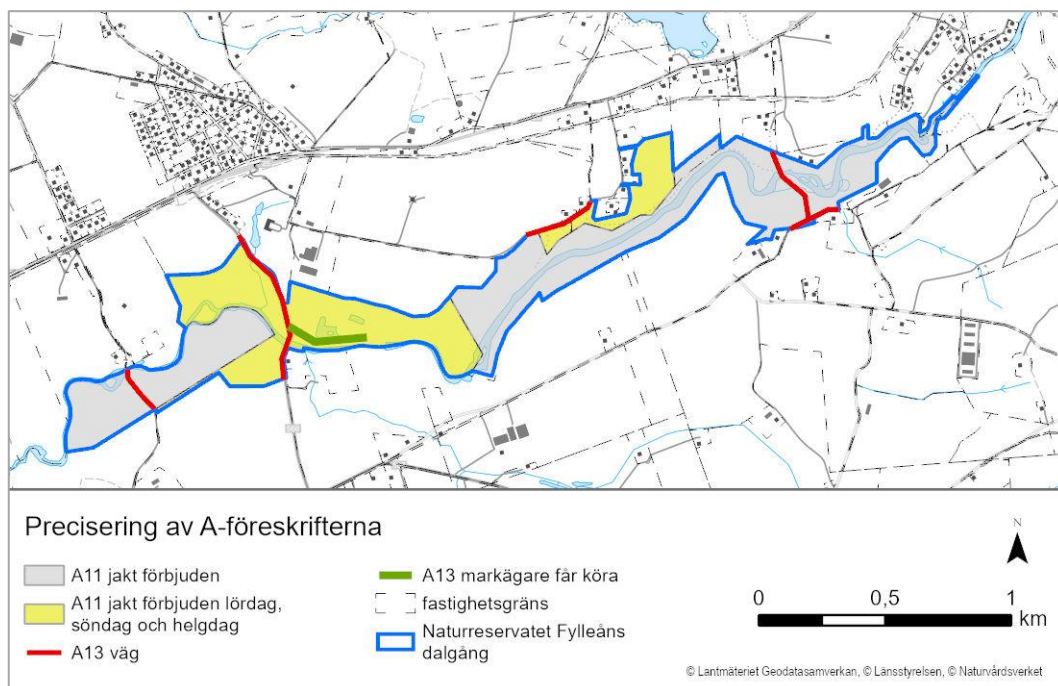 Precisering av A-föreskrifterna
A11 jakt förbjuden
A11 jakt förbjuden lördag,
söndag och helgdag
A13 väg
A13 markägare får köra
fastighetsgräns
Naturreservatet Fylleåns
dalgång
N
0 0,5 1
km
© Lantmäteriet Geodatasamverkan, © Länsstyrelsen, © Naturvårdsverket